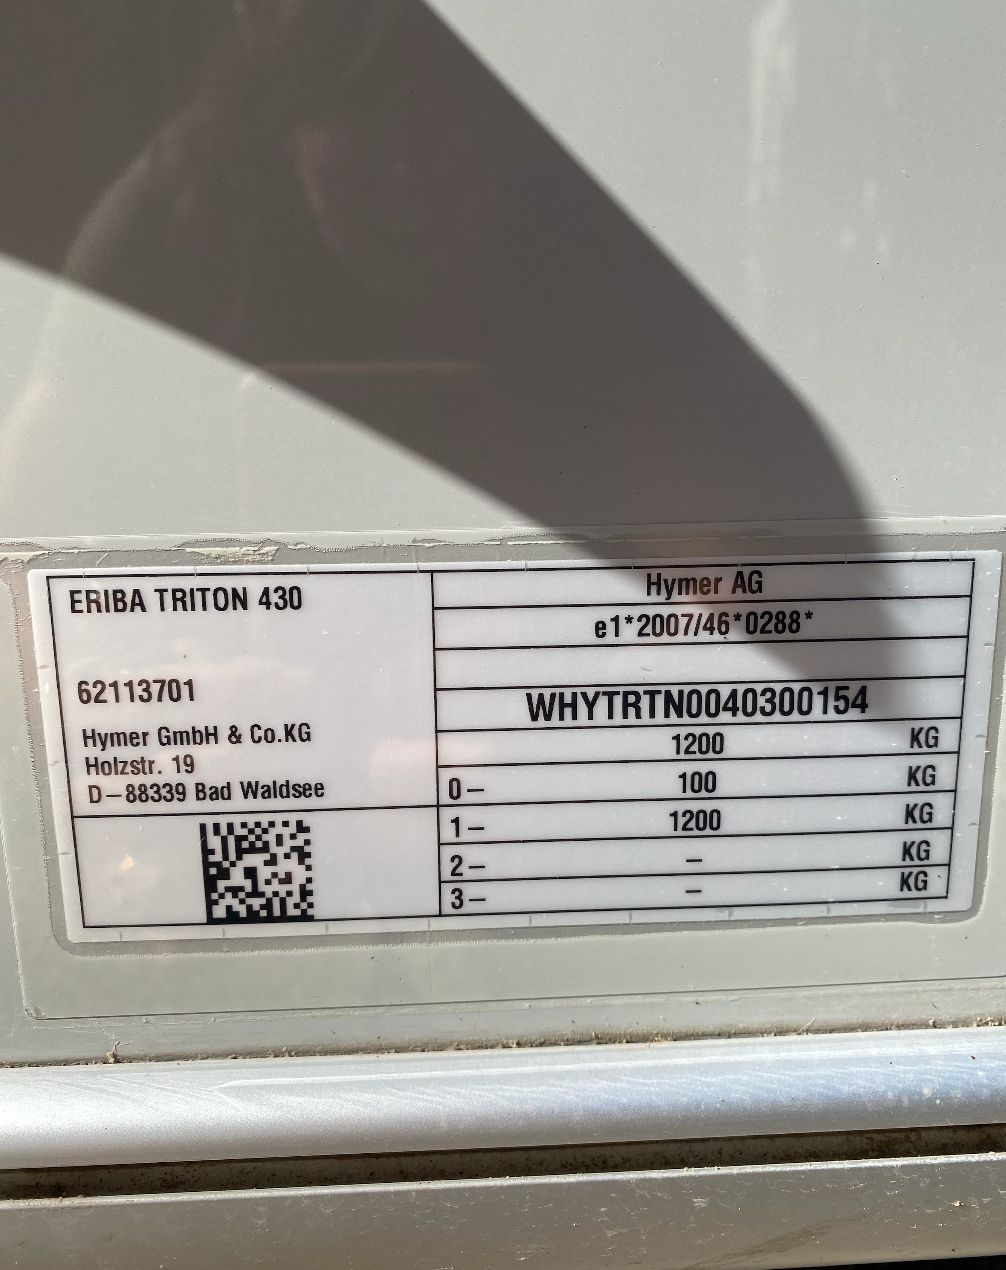 ERIBA TRITON 430
62113701
Hymer GmbH & Co.KG
Holzstr. 19
D-88339 Bad Waldsee
Hymer AG
e1*2007/46*0288*
WHYTRTN0040300154
1200 KG
0- 100 KG
1- 1200 KG
2- - KG
3- - KG